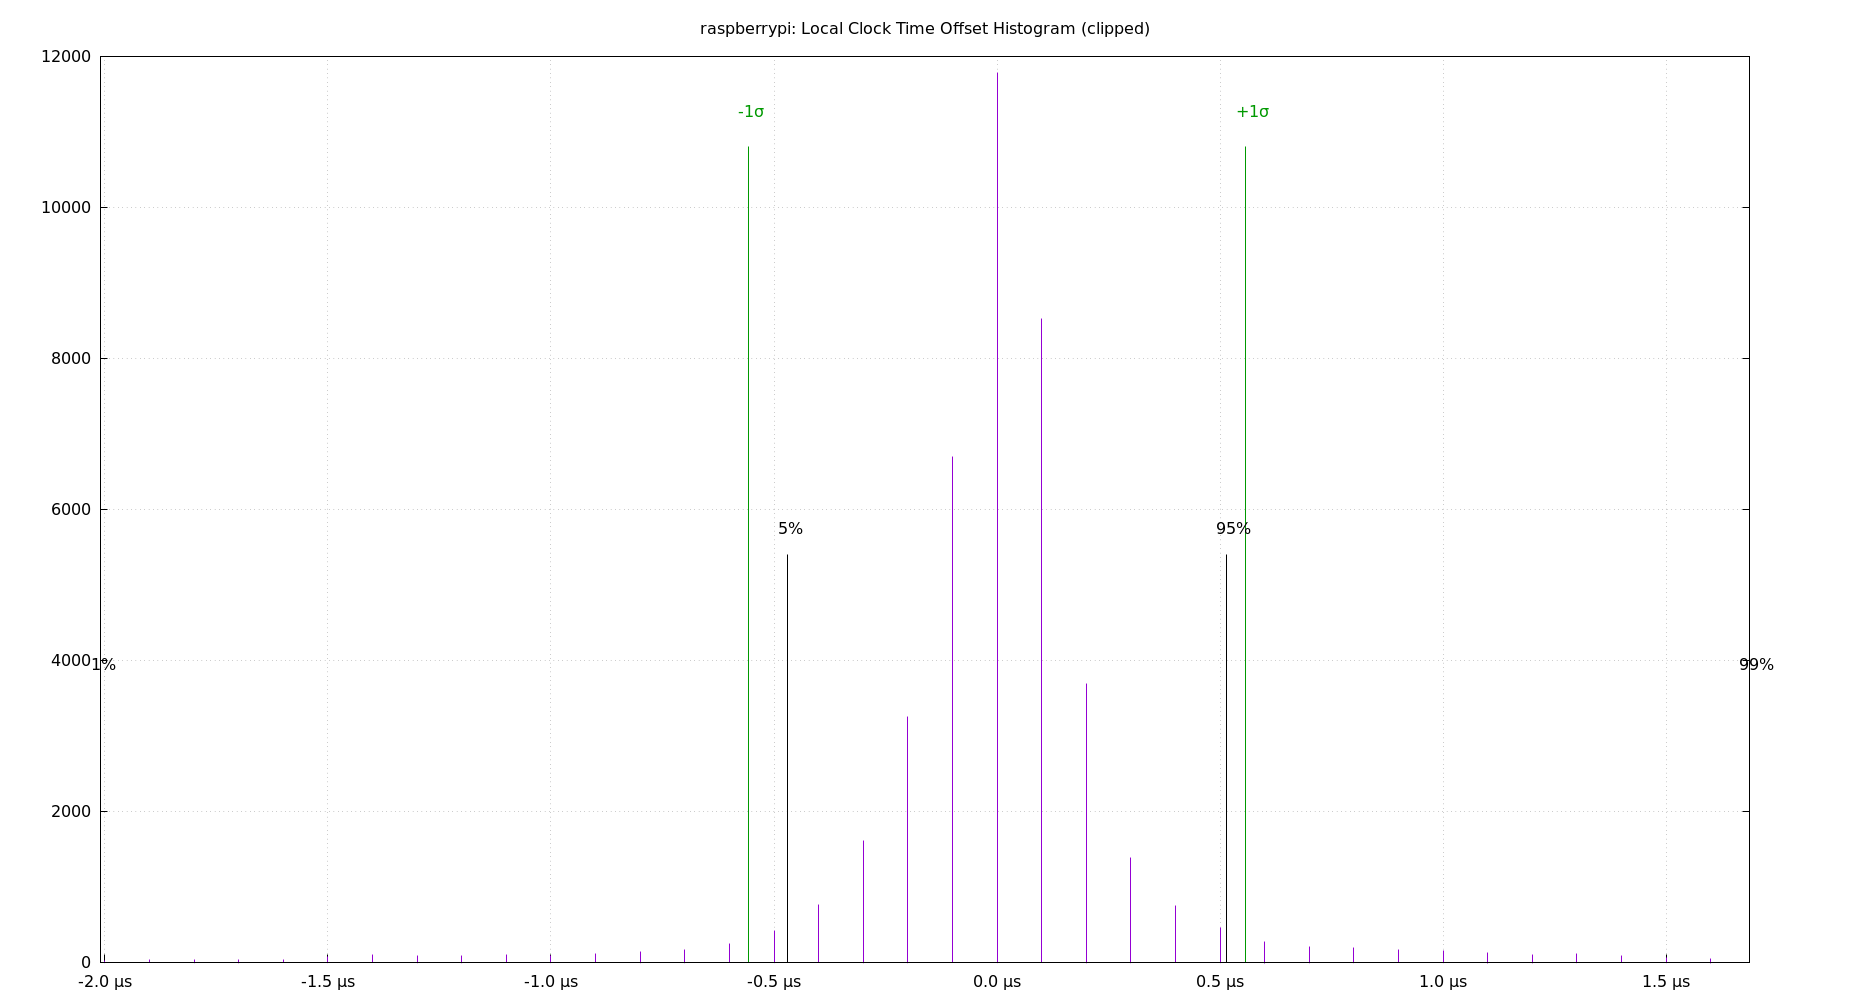 raspberrypi: Local Clock Time Offset Histogram (clipped)
12000
-1σ
+1σ
10000
8000
6000
5%
95%
4000
1%
99%
2000
0
-2.0 µs
-1.5 µs
-1.0 µs
-0.5 µs
0.0 µs
0.5 µs
1.0 µs
1.5 µs